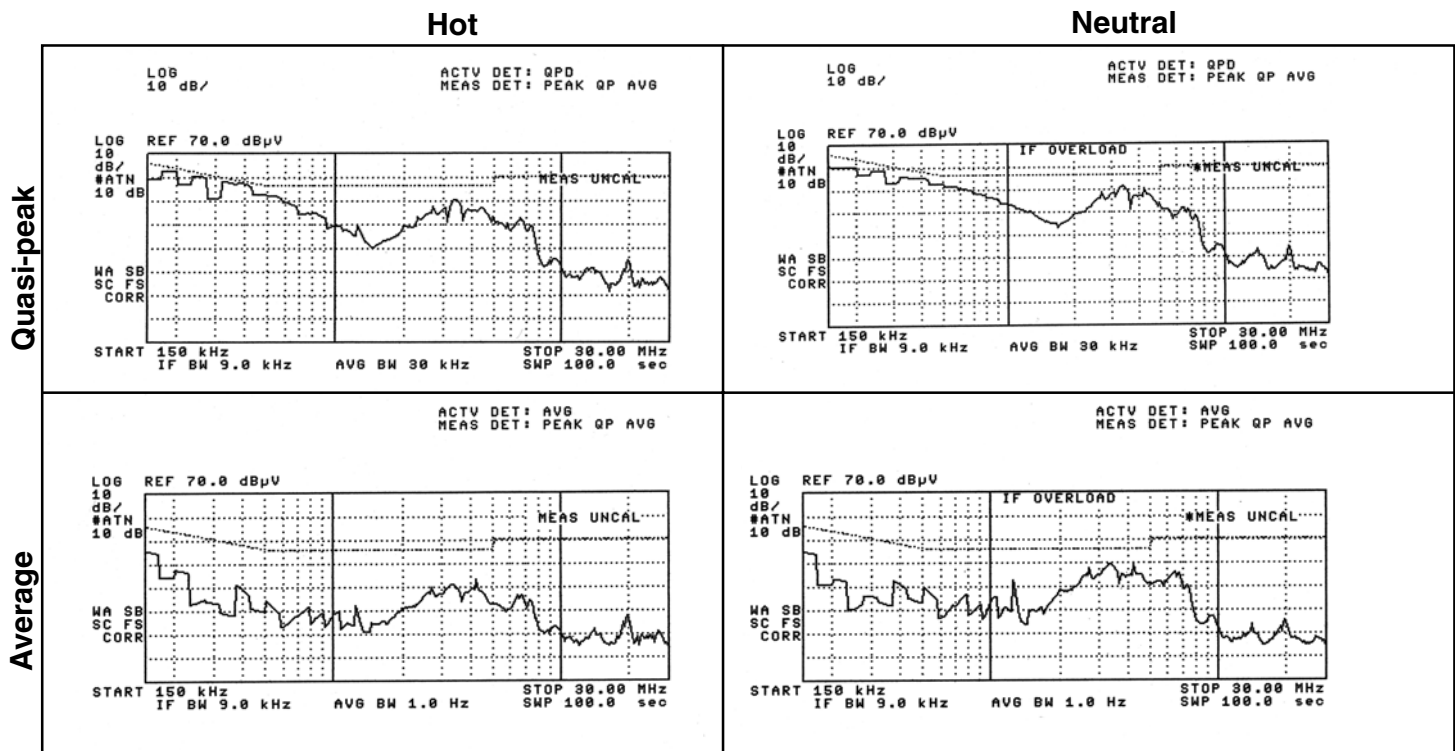 Hot
Neutral
Quasi-peak
LOG
10 dB/
ACTV DET: QPD
MEAS DET: PEAK QP AVG
LOG
10
dB/
#ATN
10 dB
REF 70.0 dBµV
MEAS UNCAL
WA SB
SC FS
CORR
START 150 kHz
IF BW 9.0 kHz
AVG BW 30 kHz
STOP 30.00 MHz
SWP 100.0 sec
LOG
10 dB/
ACTV DET: QPD
MEAS DET: PEAK QP AVG
LOG
10
dB/
#ATN
10 dB
REF 70.0 dBµV
IF OVERLOAD
*MEAS UNCAL
WA SB
SC FS
CORR
START 150 kHz
IF BW 9.0 kHz
AVG BW 30 kHz
STOP 30.00 MHz
SWP 100.0 sec
Average
ACTV DET: AVG
MEAS DET: PEAK QP AVG
LOG
10
dB/
#ATN
10 dB
REF 70.0 dBµV
MEAS UNCAL
WA SB
SC FS
CORR
START 150 kHz
IF BW 9.0 kHz
AVG BW 1.0 Hz
STOP 30.00 MHz
SWP 100.0 sec
ACTV DET: AVG
MEAS DET: PEAK QP AVG
LOG
10
dB/
#ATN
10 dB
REF 70.0 dBµV
IF OVERLOAD
*MEAS UNCAL
WA SB
SC FS
CORR
START 150 kHz
IF BW 9.0 kHz
AVG BW 1.0 Hz
STOP 30.00 MHz
SWP 100.0 sec